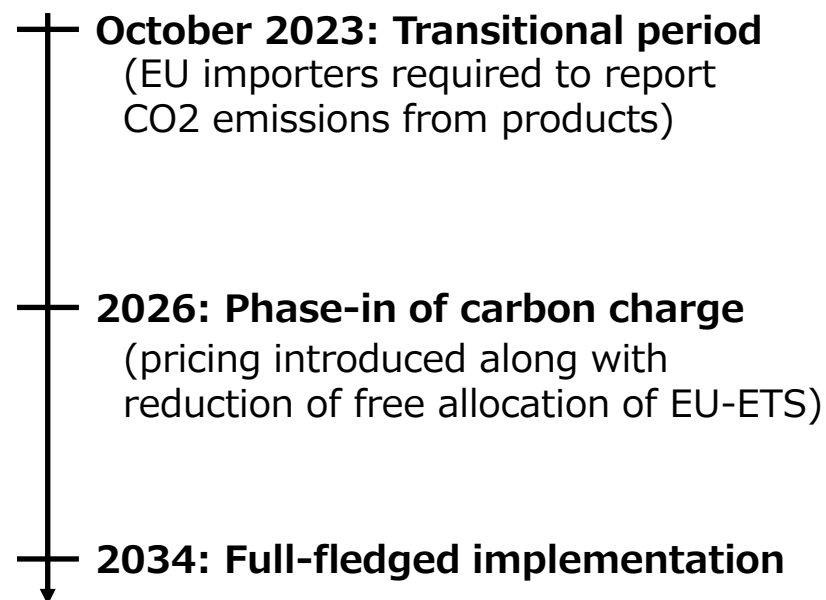 October 2023: Transitional period
(EU importers required to report
CO2 emissions from products)
2026: Phase-in of carbon charge
(pricing introduced along with
reduction of free allocation of EU-ETS)
2034: Full-fledged implementation